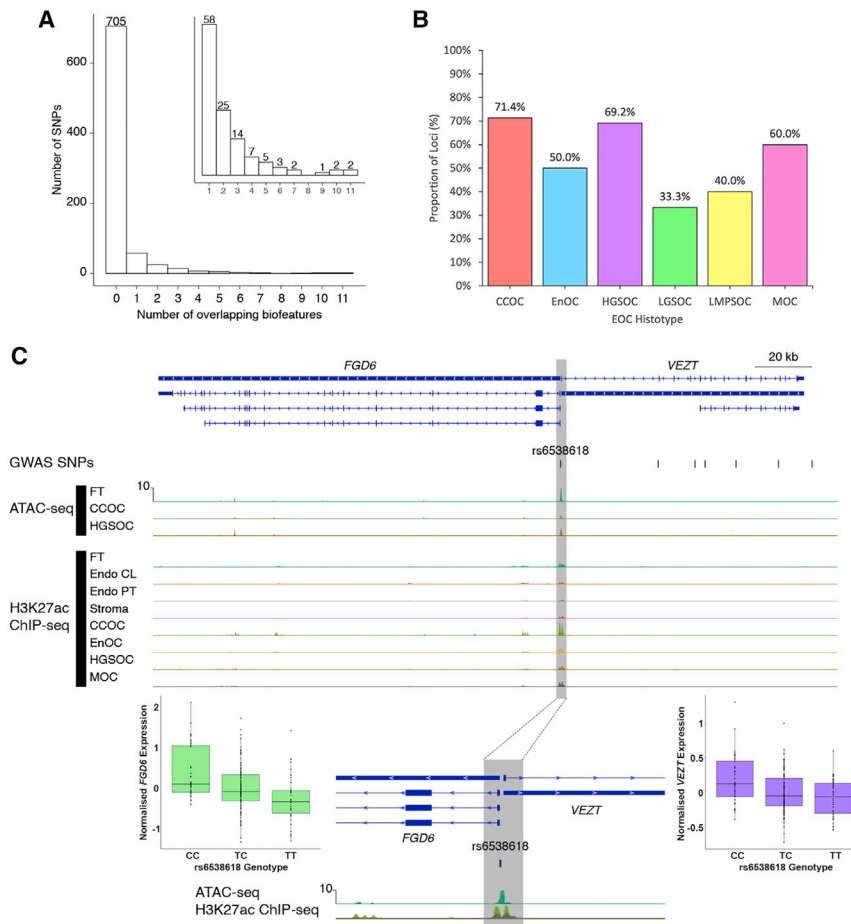 A
705
600
400
200
0
Number of SNPs
58
25
14
7
5
3
2
1
2
2
1 2 3 4 5 6 7 8 9 10 11
0 1 2 3 4 5 6 7 8 9 10 11
Number of overlapping biofeatures
B
100%
90%
80%
70%
60%
50%
40%
30%
20%
10%
0%
Proportion of Loci (%)
71.4%
50.0%
69.2%
33.3%
40.0%
60.0%
CCOC EnOC HGSOC LGSOC LMPSOC MOC
EOC Histotype
C
20 kb
FGD6 VEZT
rs6538618
GWAS SNPs
10
ATAC-seq
FT
CCOC
HGSOC
H3K27ac
ChIP-seq
FT
Endo CL
Endo PT
Stroma
CCOC
EnOC
HGSOC
MOC
2
1
0
-1
Normalised FGD6 Expression
CC TC TT
rs6538618 Genotype
FGD6 VEZT
rs6538618
ATAC-seq
H3K27ac ChIP-seq
10
1
0.5
0
-0.5
Normalised VEZT Expression
CC TC TT
rs6538618 Genotype